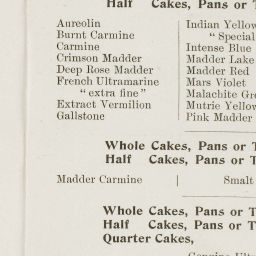 Half Cakes, Pans or
Aureolin
Burnt Carmine
Carmine
Crimson Madder
Deep Rose Madder
French Ultramarine
" extra fine "
Extract Vermilion
Gallstone
Indian Yellow
" Special
Intense Blue
Madder Lake
Madder Red
Mars Violet
Malachite Gr
Mutrie Yellow
Pink Madder
Whole Cakes, Pans or
Half Cakes, Pans or
Madder Carmine
Smalt
Whole Cakes, Pans or
Half Cakes, Pans or
Quarter Cakes,